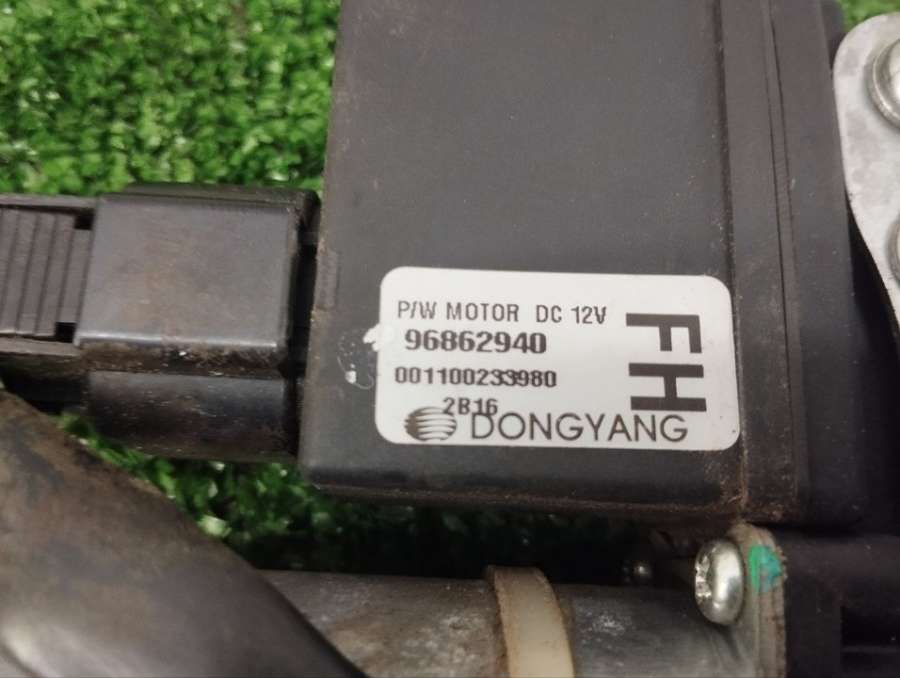 P/W MOTOR DC 12V
96862940
001100233980
2B16
DONGYANG
FH